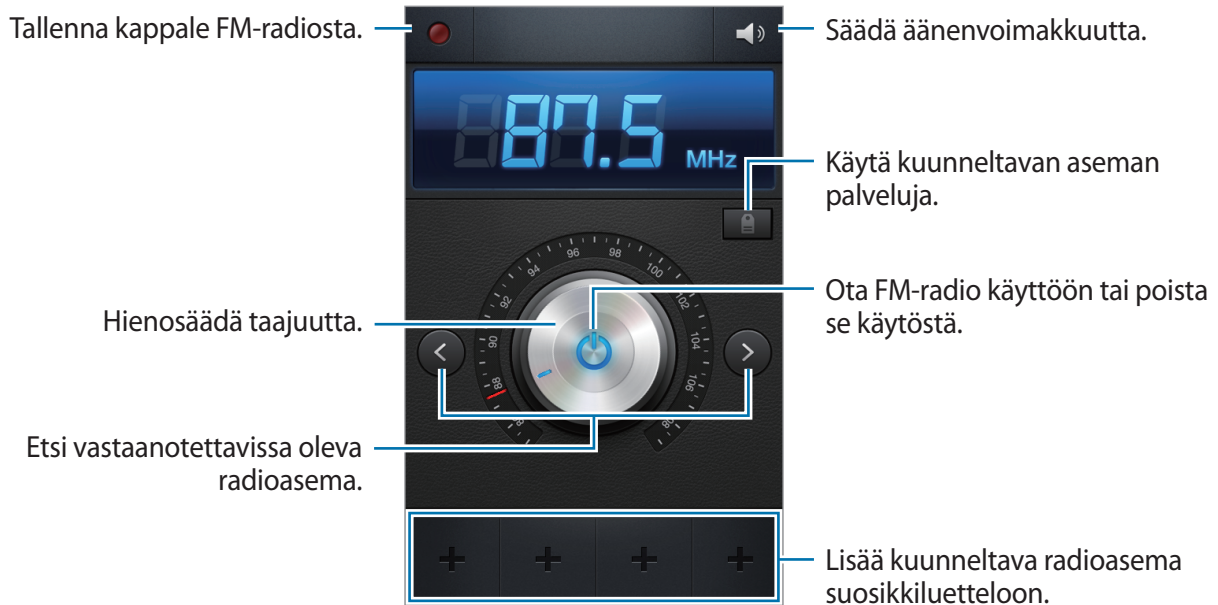 Tallenna kappale FM-radiosta.
Säädä äänenvoimakkuutta.
87.5 MHz
Käytä kuunneltavan aseman
palveluja.
Ota FM-radio käyttöön tai poista
se käytöstä.
Hienosäädä taajuutta.
88
90
92
94
96
98
100
102
104
106
108
Etsi vastaanotettavissa oleva
radioasema.
Lisää kuunneltava radioasema
suosikkiluetteloon.